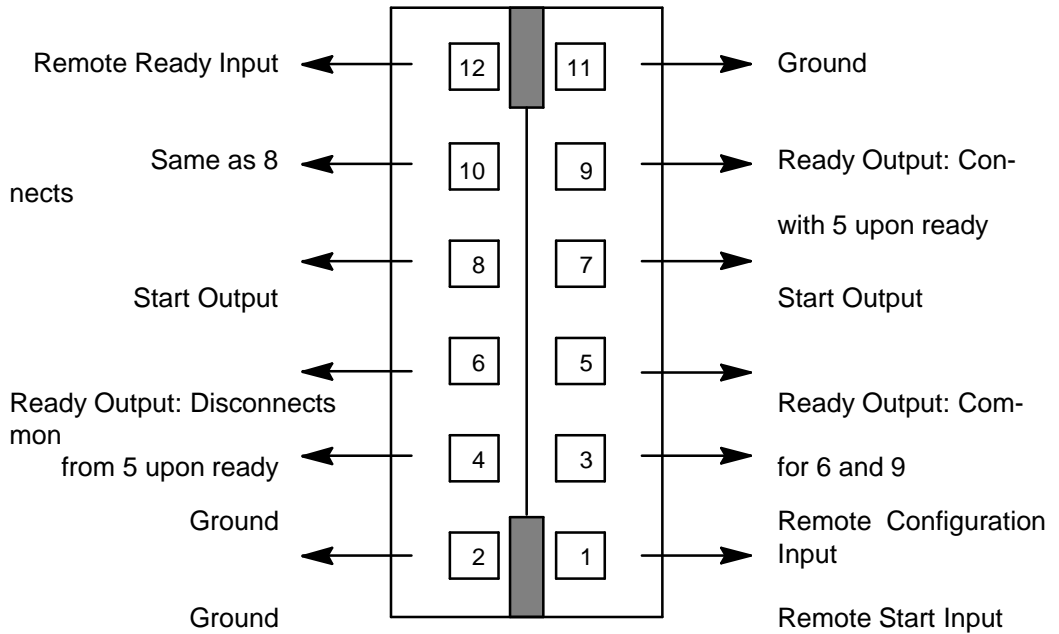 Remote Ready Input 12 11 Ground
Same as 8 10 9 Ready Output: Con-
nects
with 5 upon ready
8 7
Start Output Start Output
6 5
Ready Output: Disconnects Ready Output: Com-
mon
from 5 upon ready 4 3 for 6 and 9
Ground Remote Configuration
2 1 Input
Ground Remote Start Input